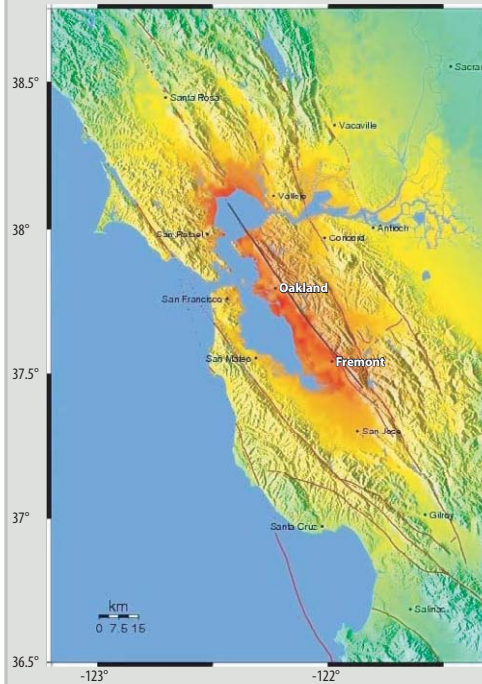 38.5°
Sacra
Santa Rosa
Vacaville
Vallejo
38°
San Rafael
Concord
Antioch
Oakland
San Francisco
37.5°
San Mateo
Fremont
San Jose
37°
Gilroy
Santa Cruz
km
0 7.5 15
Salinas
36.5°
-123°
-122°